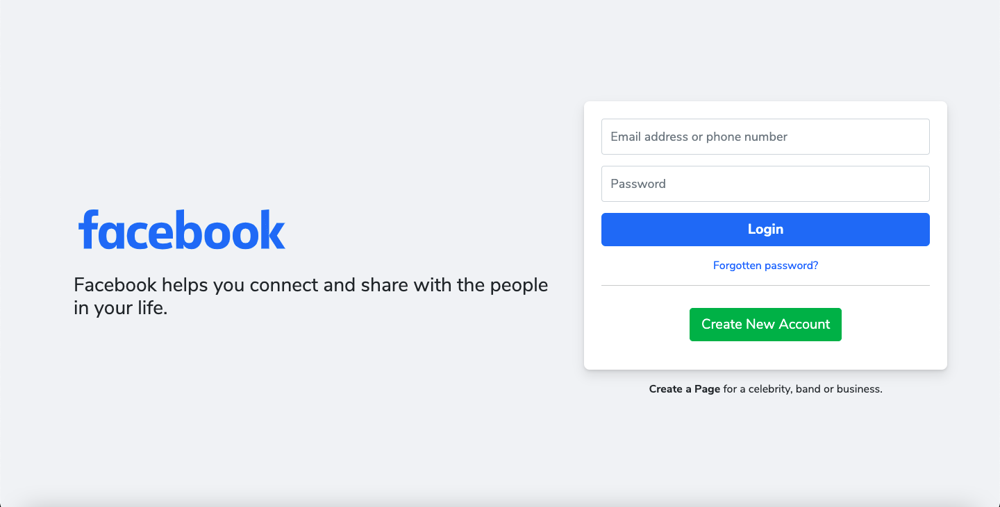 facebook
Facebook helps you connect and share with the people
in your life.
Email address or phone number
Password
Login
Forgotten password?
Create New Account
Create a Page for a celebrity, band or business.